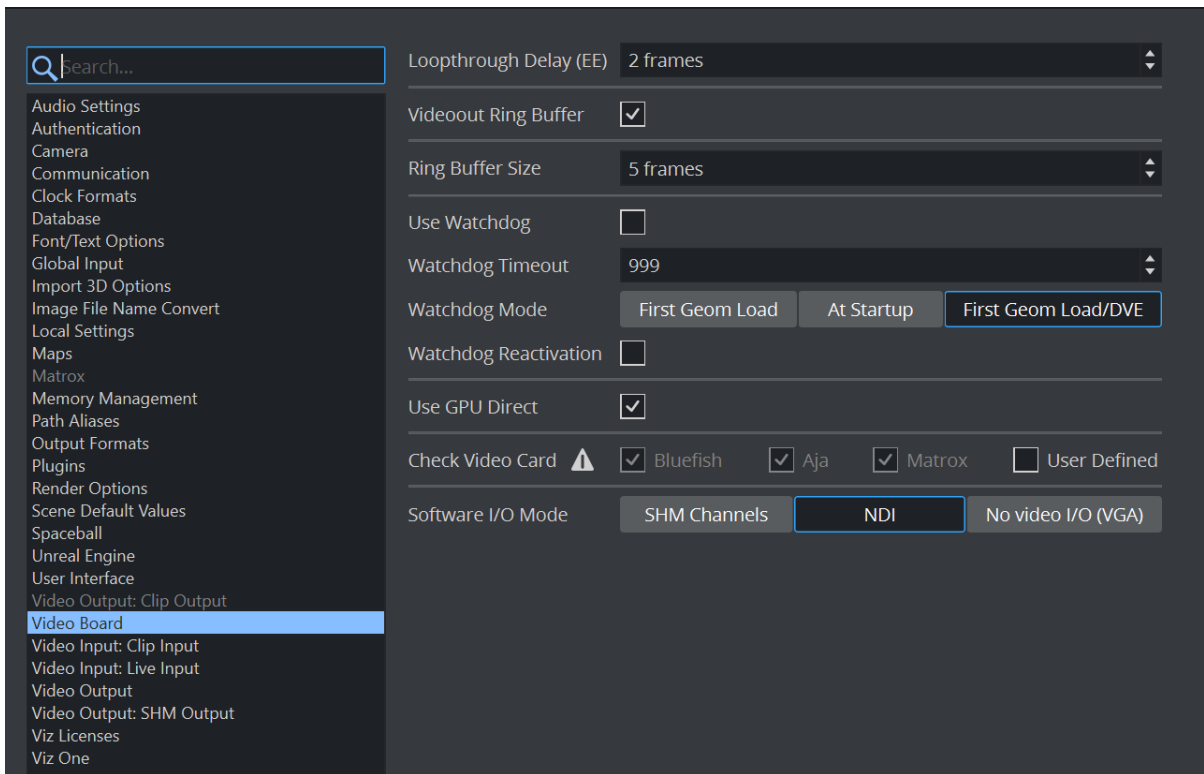 Search...
Audio Settings
Authentication
Camera
Communication
Clock Formats
Database
Font/Text Options
Global Input
Import 3D Options
Image File Name Convert
Local Settings
Maps
Matrox
Memory Management
Path Aliases
Output Formats
Plugins
Render Options
Scene Default Values
Spaceball
Unreal Engine
User Interface
Video Output: Clip Output
Video Board
Video Input: Clip Input
Video Input: Live Input
Video Output
Video Output: SHM Output
Viz Licenses
Viz One
Loopthrough Delay (EE) 2 frames
Videoout Ring Buffer
Ring Buffer Size 5 frames
Use Watchdog
Watchdog Timeout 999
Watchdog Mode First Geom Load At Startup First Geom Load/DVE
Watchdog Reactivation
Use GPU Direct
Check Video Card Bluefish Aja Matrox User Defined
Software I/O Mode SHM Channels NDI No video I/O (VGA)